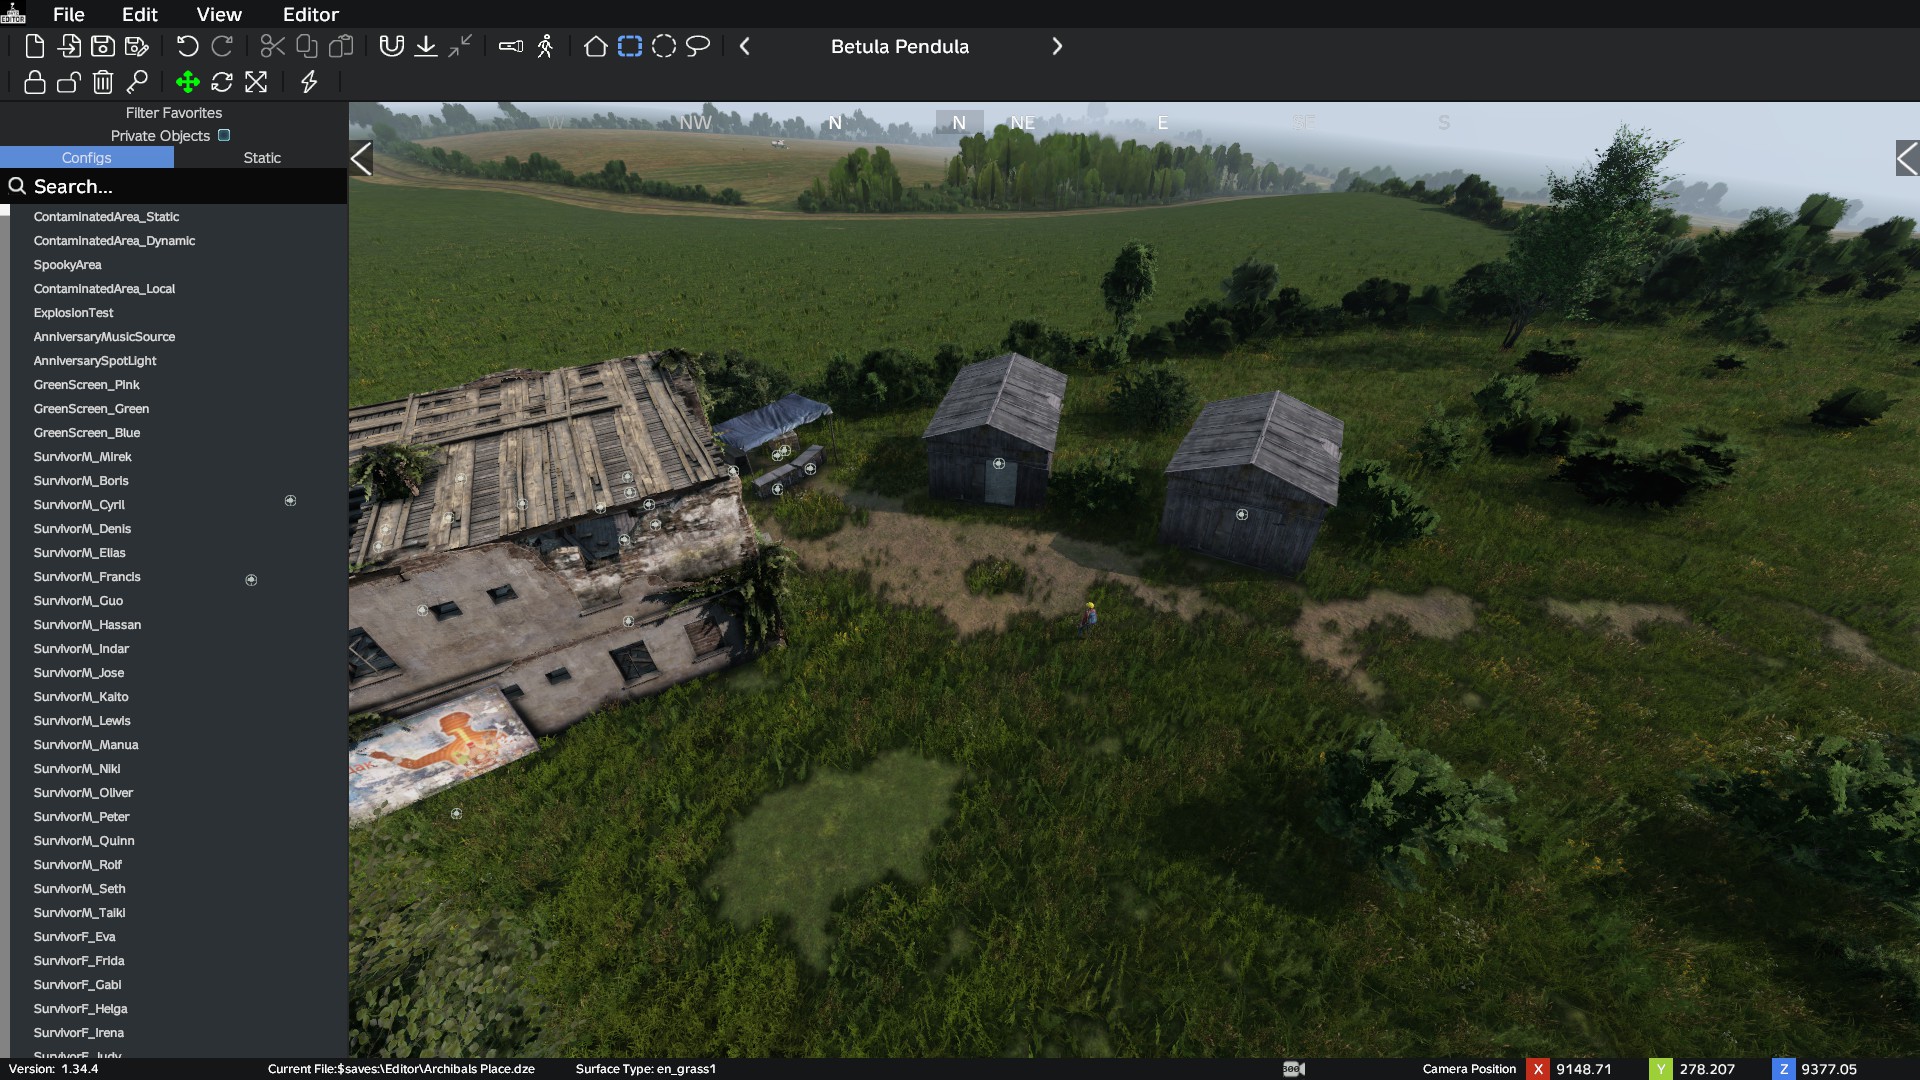 EDITOR
File Edit View Editor
Betula Pendula
Filter Favorites
Private Objects
Configs Static
Search...
W NW N N NE E SE S
ContaminatedArea_Static
ContaminatedArea_Dynamic
SpookyArea
ContaminatedArea_Local
ExplosionTest
AnniversaryMusicSource
AnniversarySpotLight
GreenScreen_Pink
GreenScreen_Green
GreenScreen_Blue
SurvivorM_Mirek
SurvivorM_Boris
SurvivorM_Cyril
SurvivorM_Denis
SurvivorM_Elias
SurvivorM_Francis
SurvivorM_Guo
SurvivorM_Hassan
SurvivorM_Indar
SurvivorM_Jose
SurvivorM_Kaito
SurvivorM_Lewis
SurvivorM_Manua
SurvivorM_Niki
SurvivorM_Oliver
SurvivorM_Peter
SurvivorM_Quinn
SurvivorM_Rolf
SurvivorM_Seth
SurvivorM_Taiki
SurvivorF_Eva
SurvivorF_Frida
SurvivorF_Gabi
SurvivorF_Helga
SurvivorF_Irena
SurvivorF_Judy
Version: 1.34.4 Current File:$saves:\Editor\Archibals Place.dze Surface Type: en_grass1 Camera Position X 9148.71 Y 278.207 Z 9377.05